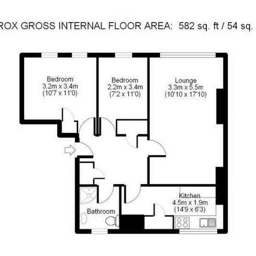 ROX GROSS INTERNAL FLOOR AREA: 582 sq. ft / 54 sq.
Bedroom
3.2m x 3.4m
(10'7 x 11'0)
Bedroom
2.2m x 3.4m
(7'2 x 11'0)
Lounge
3.3m x 5.5m
(10'10 x 17'10)
Kitchen
4.5m x 1.9m
(14'9 x 6'3)
Bathroom